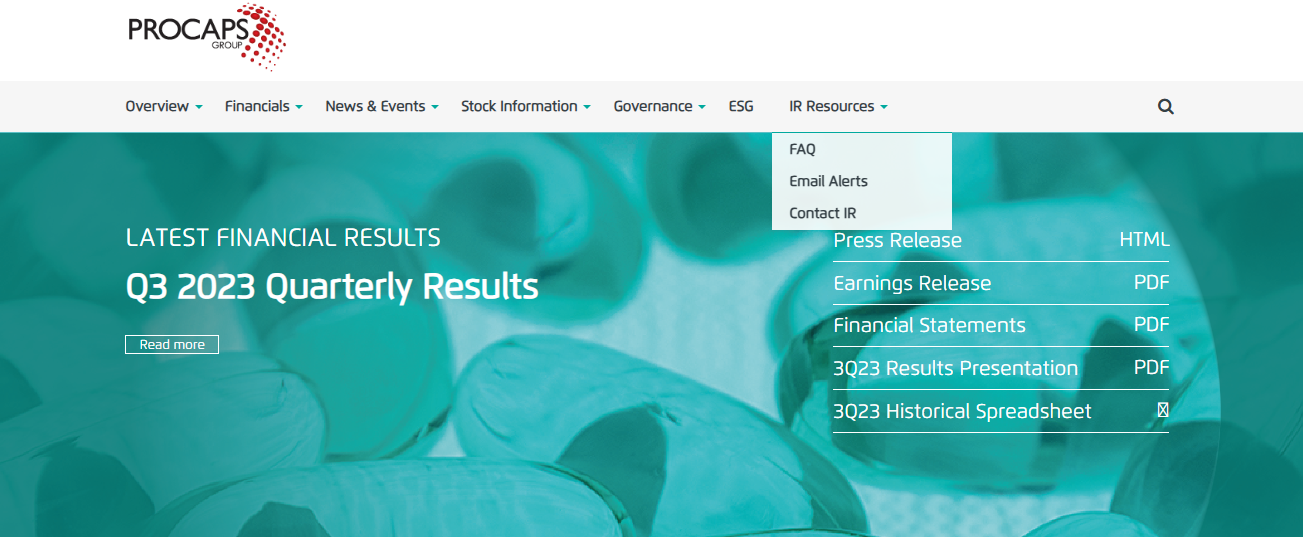 PROCAPS
GROUP
Overview Financials News & Events Stock Information Governance ESG IR Resources
FAQ
Email Alerts
Contact IR
LATEST FINANCIAL RESULTS
Q3 2023 Quarterly Results
Read more
Press Release HTML
Earnings Release PDF
Financial Statements PDF
3Q23 Results Presentation PDF
3Q23 Historical Spreadsheet